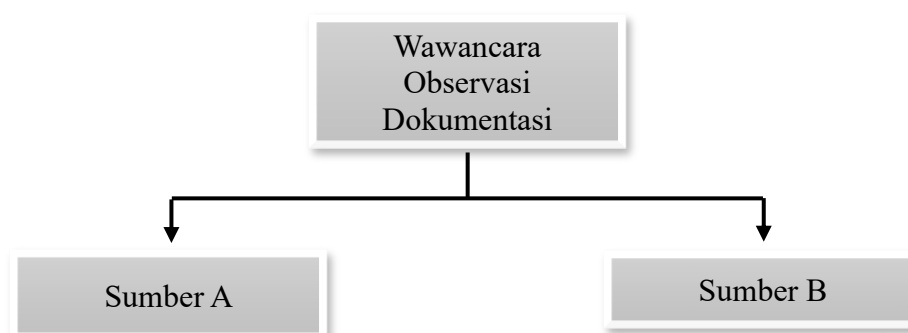 Wawancara
Observasi
Dokumentasi
Sumber A
Sumber B